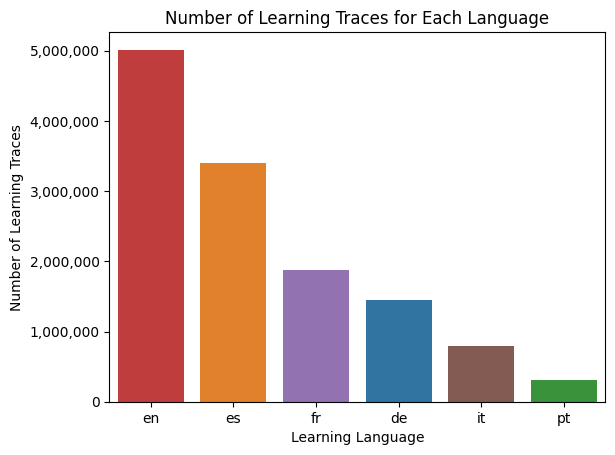 Number of Learning Traces for Each Language
Number of Learning Traces
5,000,000
4,000,000
3,000,000
2,000,000
1,000,000
0
en es fr de it pt
Learning Language